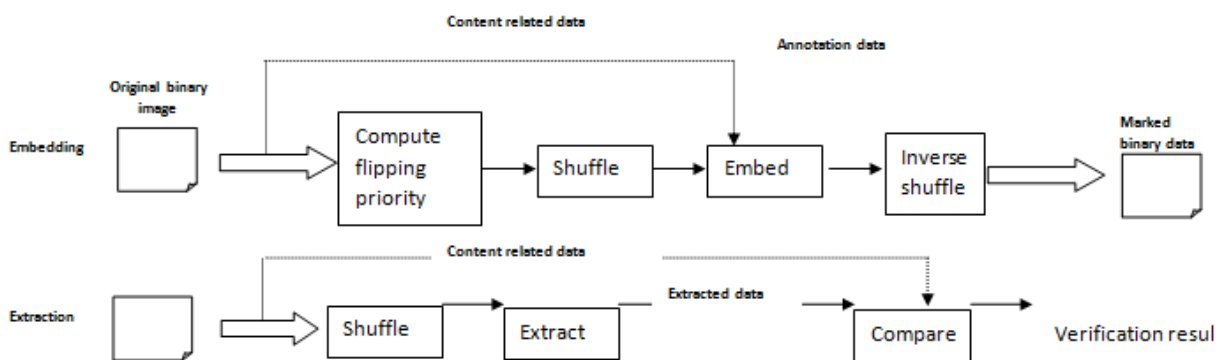 Content related data
Annotation data
Original binary
image
Embedding
Compute
flipping
priority
Shuffle
Embed
Inverse
shuffle
Marked
binary data
Content related data
Extraction
Shuffle
Extract
Extracted data
Compare
Verification resul